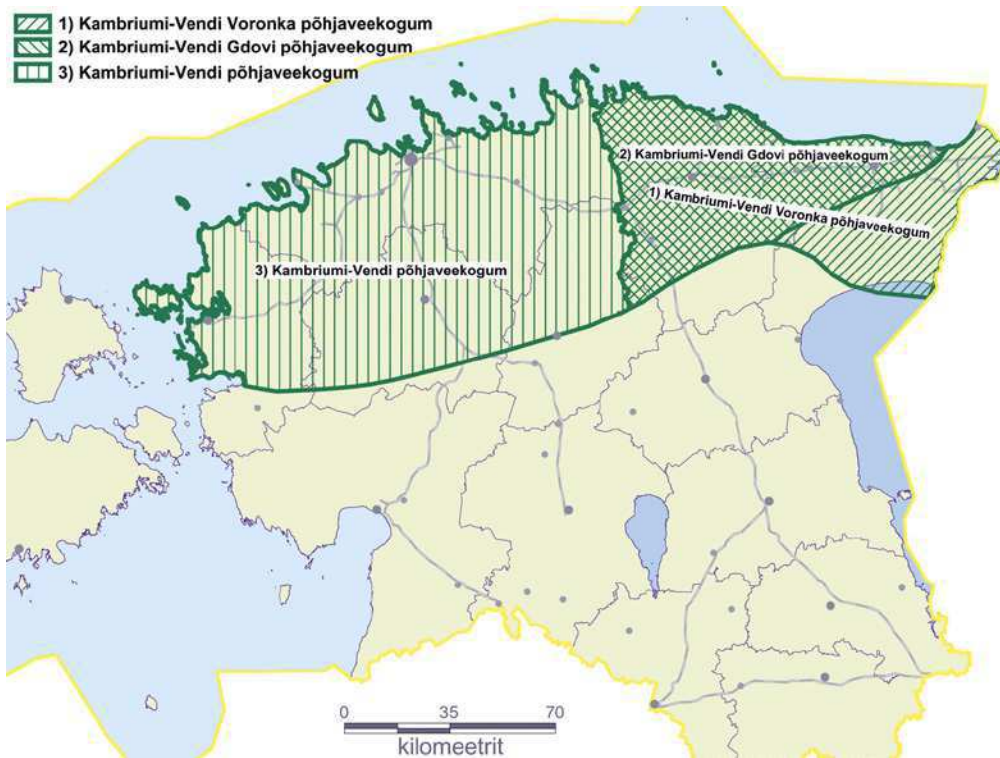 1) Kambriumi-Vendi Voronka põhjaveekogum
2) Kambriumi-Vendi Gdovi põhjaveekogum
3) Kambriumi-Vendi põhjaveekogum
2) Kambriumi-Vendi Gdovi põhjaveekogum
1) Kambriumi-Vendi Voronka põhjaveekogum
3) Kambriumi-Vendi põhjaveekogum
0 35 70
kilomeetrit